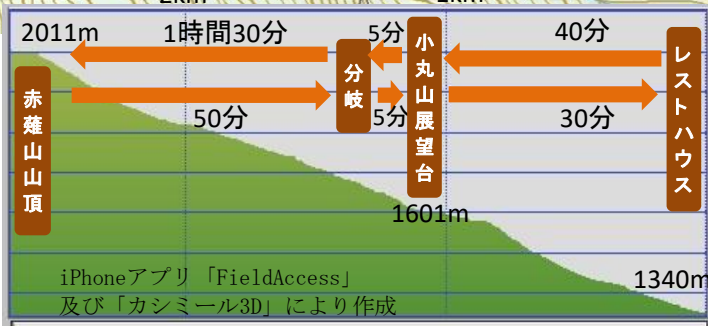 2km
2km
2011m
1時間30分
5分
40分
赤薙山山頂
分岐
小丸山展望台
レストハウス
50分
5分
30分
1601m
1340m
iPhoneアプリ「FieldAccess」
及び「カシミール3D」により作成